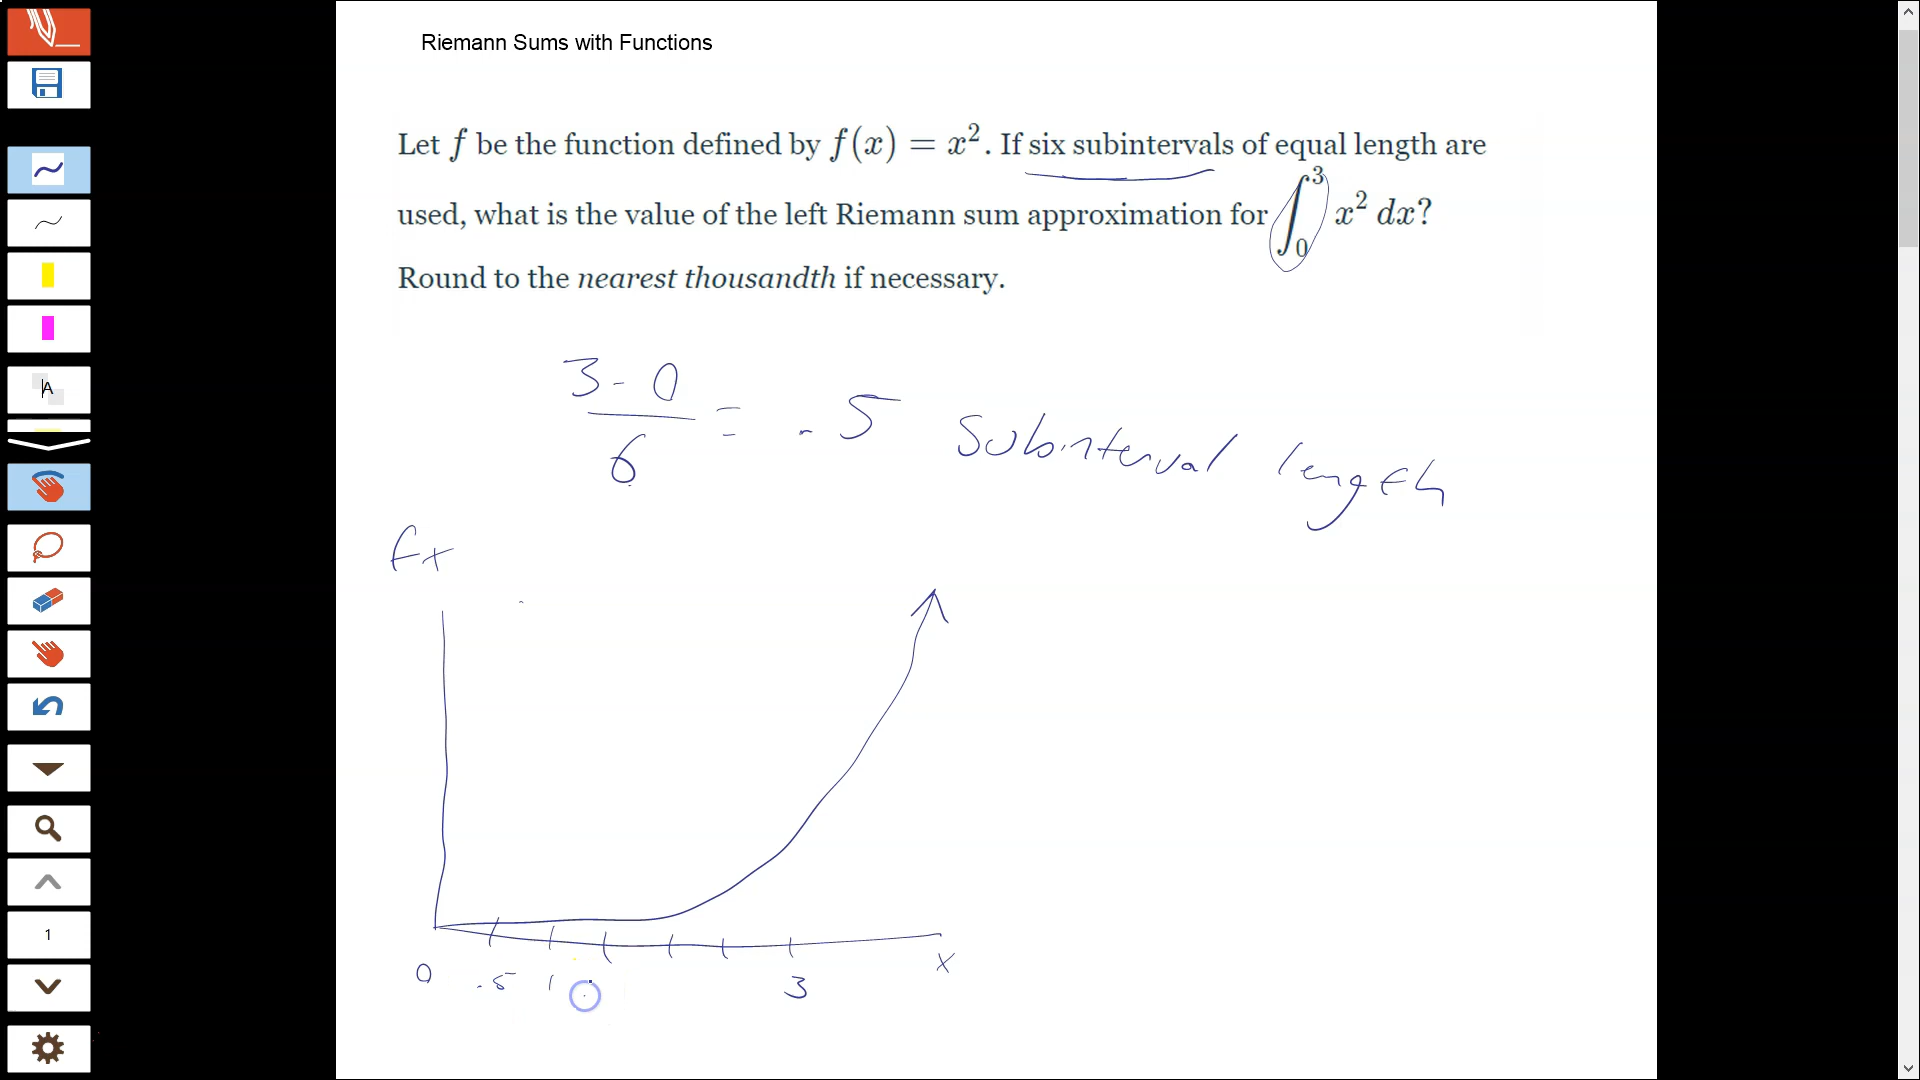 Riemann Sums with Functions
Let f be the function defined by f(x) = x². If six subintervals of equal length are
used, what is the value of the left Riemann sum approximation for ∫₀³ x² dx?
Round to the nearest thousandth if necessary.
3 - 0
6
= .5 subinterval length
fx
0 .5 1 3 x
A
1